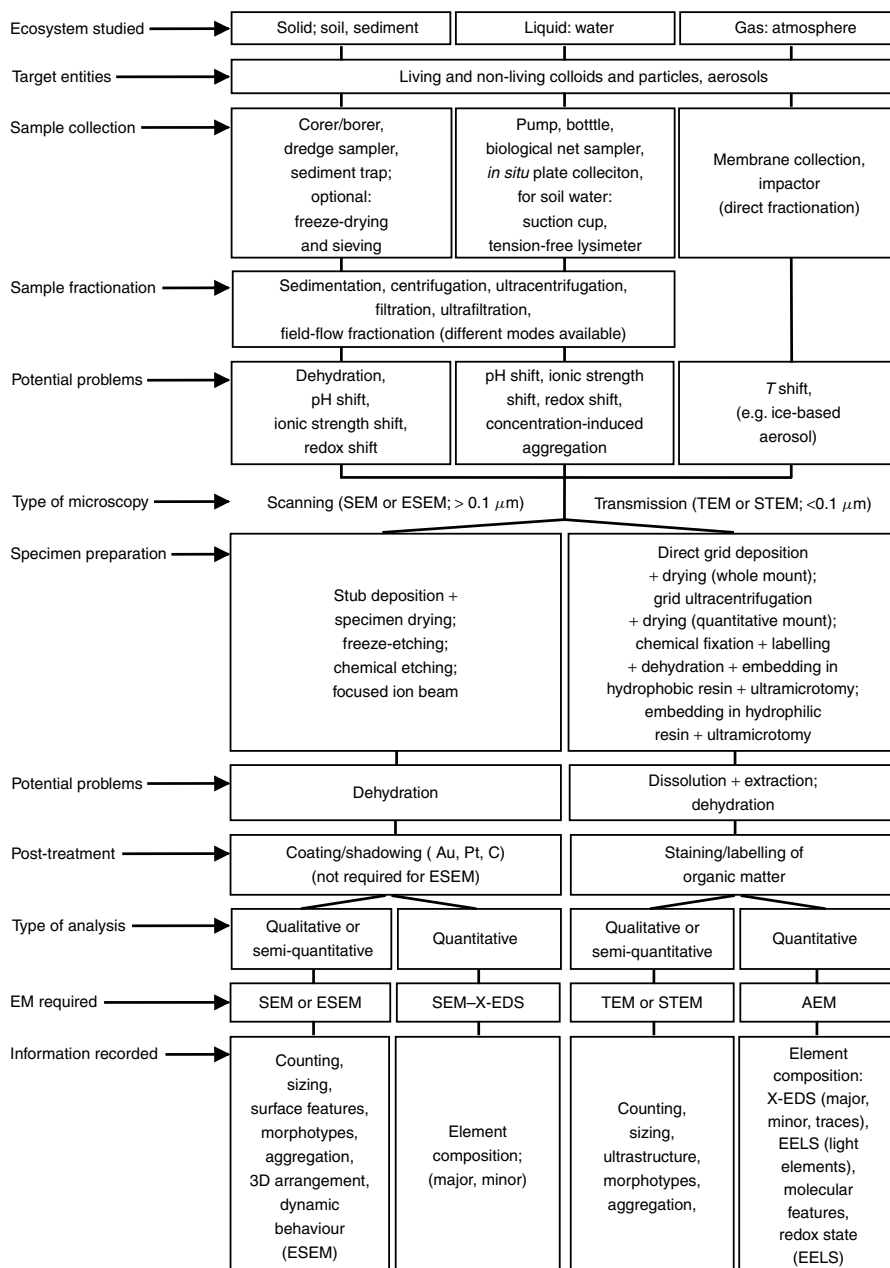 Ecosystem studied
Solid; soil, sediment
Liquid: water
Gas: atmosphere
Target entities
Living and non-living colloids and particles, aerosols
Sample collection
Corer/borer,
dredge sampler,
sediment trap;
optional:
freeze-drying
and sieving
Pump, botttle,
biological net sampler,
in situ plate colleciton,
for soil water:
suction cup,
tension-free lysimeter
Membrane collection,
impactor
(direct fractionation)
Sample fractionation
Sedimentation, centrifugation, ultracentrifugation,
filtration, ultrafiltration,
field-flow fractionation (different modes available)
Potential problems
Dehydration,
pH shift,
ionic strength shift,
redox shift
pH shift, ionic strength
shift, redox shift,
concentration-induced
aggregation
T shift,
(e.g. ice-based
aerosol)
Type of microscopy
Scanning (SEM or ESEM; > 0.1 μm)
Transmission (TEM or STEM; <0.1 μm)
Specimen preparation
Stub deposition +
specimen drying;
freeze-etching;
chemical etching;
focused ion beam
Direct grid deposition
+ drying (whole mount);
grid ultracentrifugation
+ drying (quantitative mount);
chemical fixation + labelling
+ dehydration + embedding in
hydrophobic resin + ultramicrotomy;
embedding in hydrophilic
resin + ultramicrotomy
Potential problems
Dehydration
Dissolution + extraction;
dehydration
Post-treatment
Coating/shadowing ( Au, Pt, C)
(not required for ESEM)
Staining/labelling of
organic matter
Type of analysis
Qualitative or
semi-quantitative
Quantitative
Qualitative or
semi-quantitative
Quantitative
EM required
SEM or ESEM
SEM–X-EDS
TEM or STEM
AEM
Information recorded
Counting,
sizing,
surface features,
morphotypes,
aggregation,
3D arrangement,
dynamic
behaviour
(ESEM)
Element
composition;
(major, minor)
Counting,
sizing,
ultrastructure,
morphotypes,
aggregation,
Element
composition:
X-EDS (major,
minor, traces),
EELS (light
elements),
molecular
features,
redox state
(EELS)